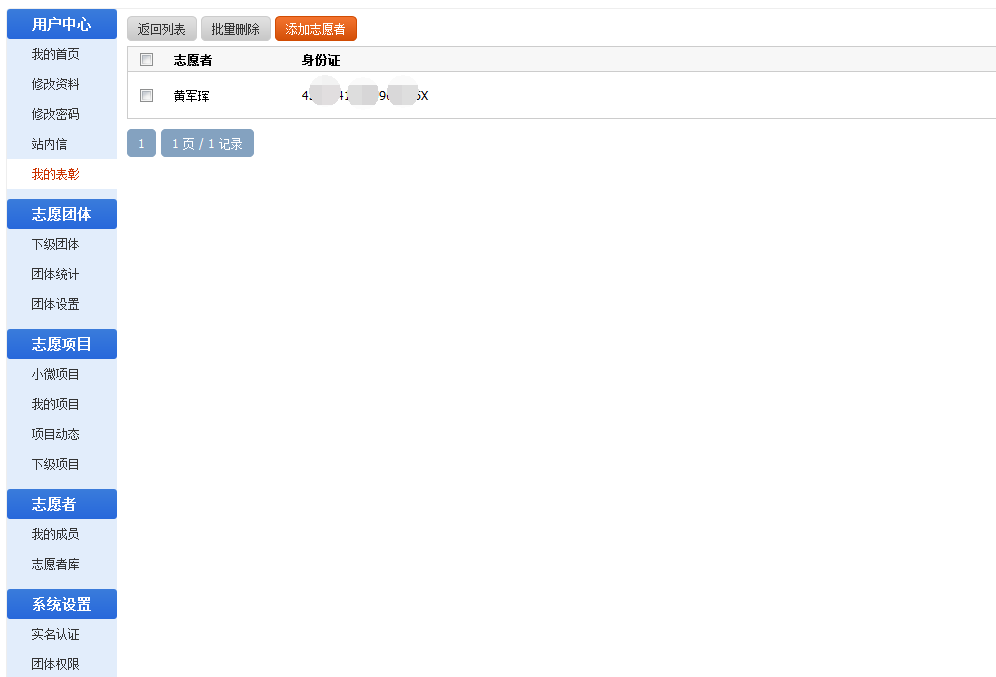 用户中心
我的首页
修改资料
修改密码
站内信
我的表彰
志愿团体
下级团体
团体统计
团体设置
志愿项目
小微项目
我的项目
项目动态
下级项目
志愿者
我的成员
志愿者库
系统设置
实名认证
团体权限
返回列表 批量删除 添加志愿者
志愿者 身份证
黄军珲
1 1 页 / 1 记录